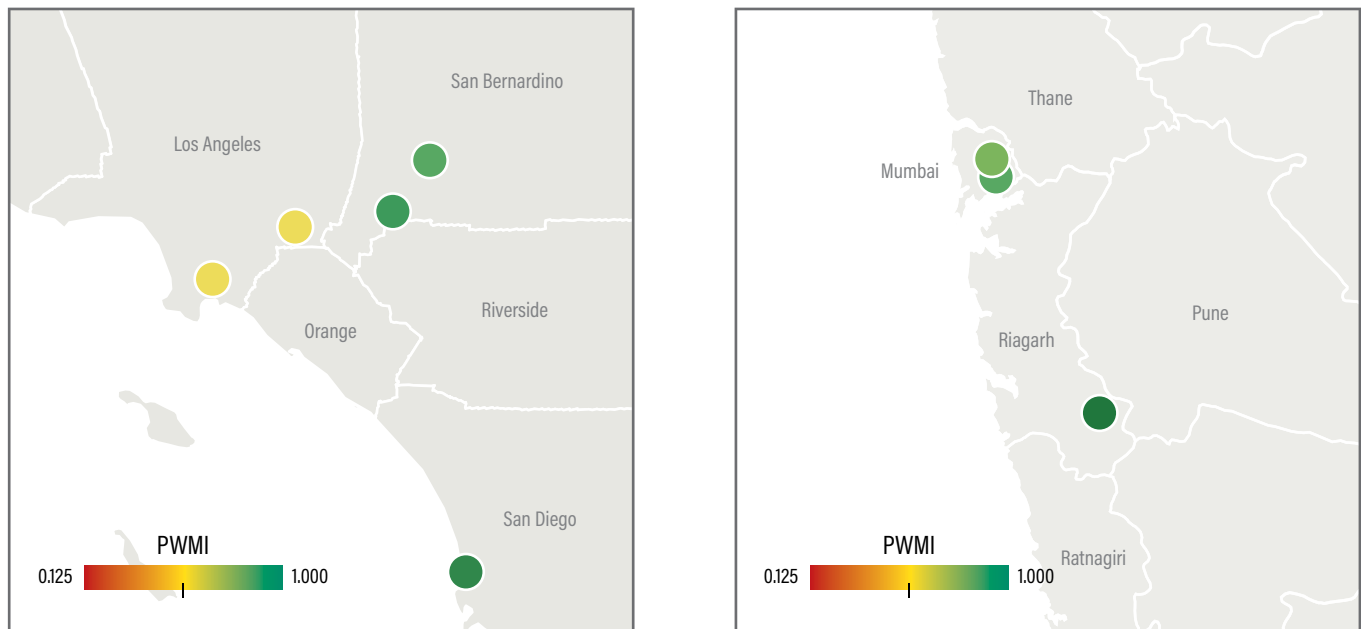 San Bernardino
Los Angeles
Riverside
Orange
San Diego
PWMI
0.125
1.000
Thane
Mumbai
Pune
Riagarh
PWMI
Ratnagiri
0.125
1.000